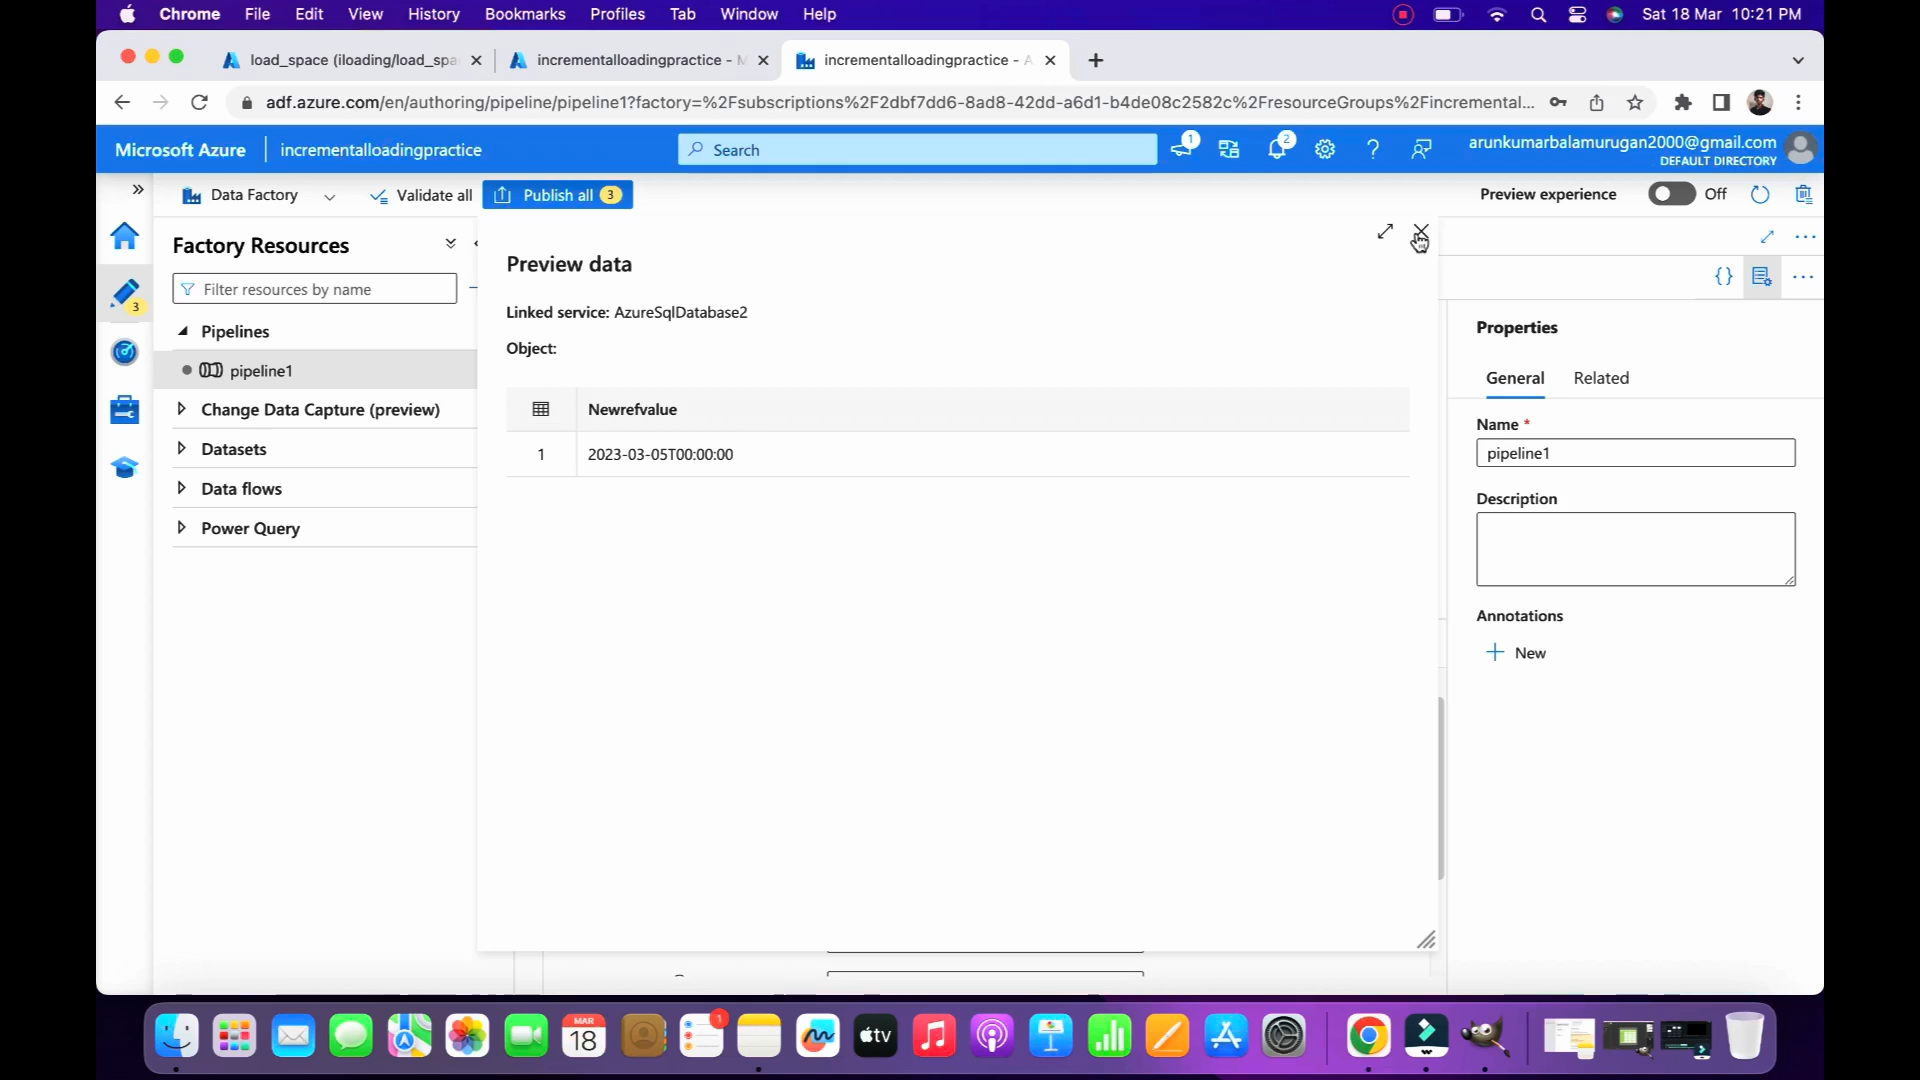 Chrome File Edit View History Bookmarks Profiles Tab Window Help Sat 18 Mar 10:21 PM
load_space (iloading/load_spa incrementalloadingpractice - M incrementalloadingpractice - A
adf.azure.com/en/authoring/pipeline/pipeline1?factory=%2Fsubscriptions%2F2dbf7dd6-8ad8-42dd-a6d1-b4de08c2582c%2FresourceGroups%2Fincremental...
Microsoft Azure incrementalloadingpractice Search 1 2 arunkumarbalamurugan2000@gmail.com
DEFAULT DIRECTORY
Data Factory Validate all Publish all 3 Preview experience Off
Factory Resources
Filter resources by name
3
Pipelines
pipeline1
Change Data Capture (preview)
Datasets
Data flows
Power Query
Preview data
Linked service: AzureSqlDatabase2
Object:
Newrefvalue
1 2023-03-05T00:00:00
Properties
General Related
Name *
pipeline1
Description
Annotations
New
MAR
18
1
tv